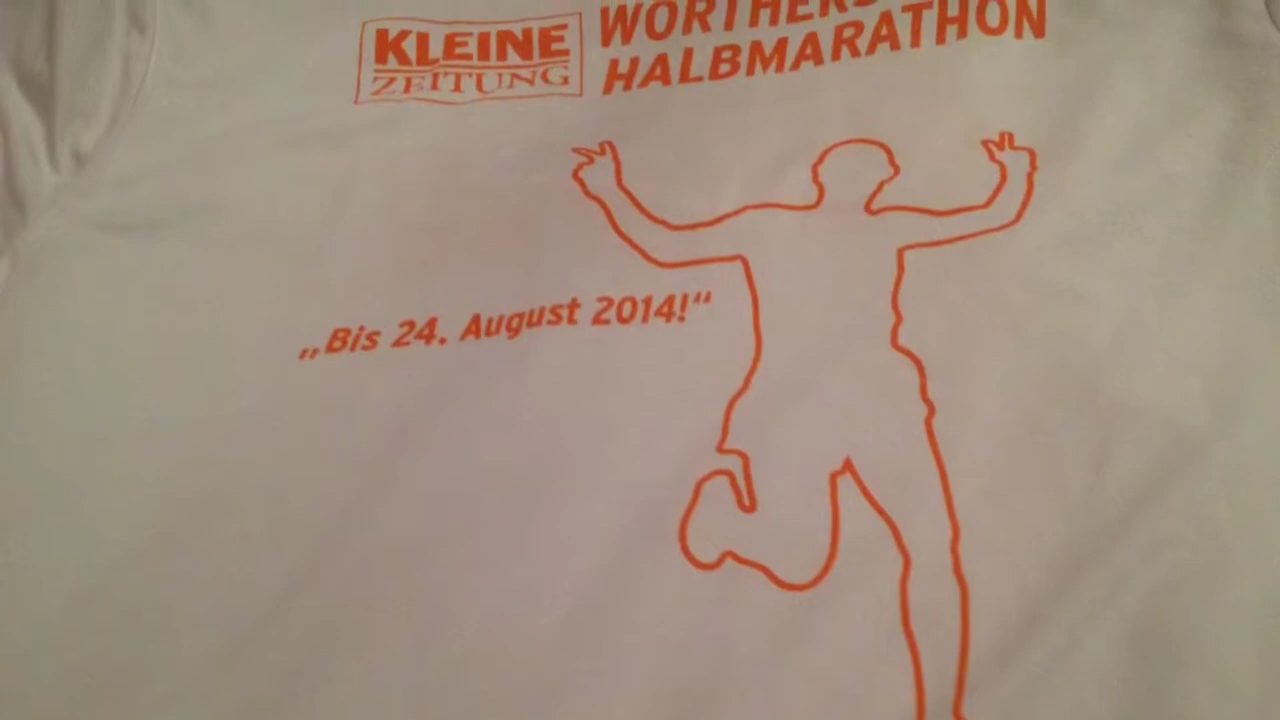 KLEINE
ZEITUNG
HALBMARATHON
„Bis 24. August 2014!“